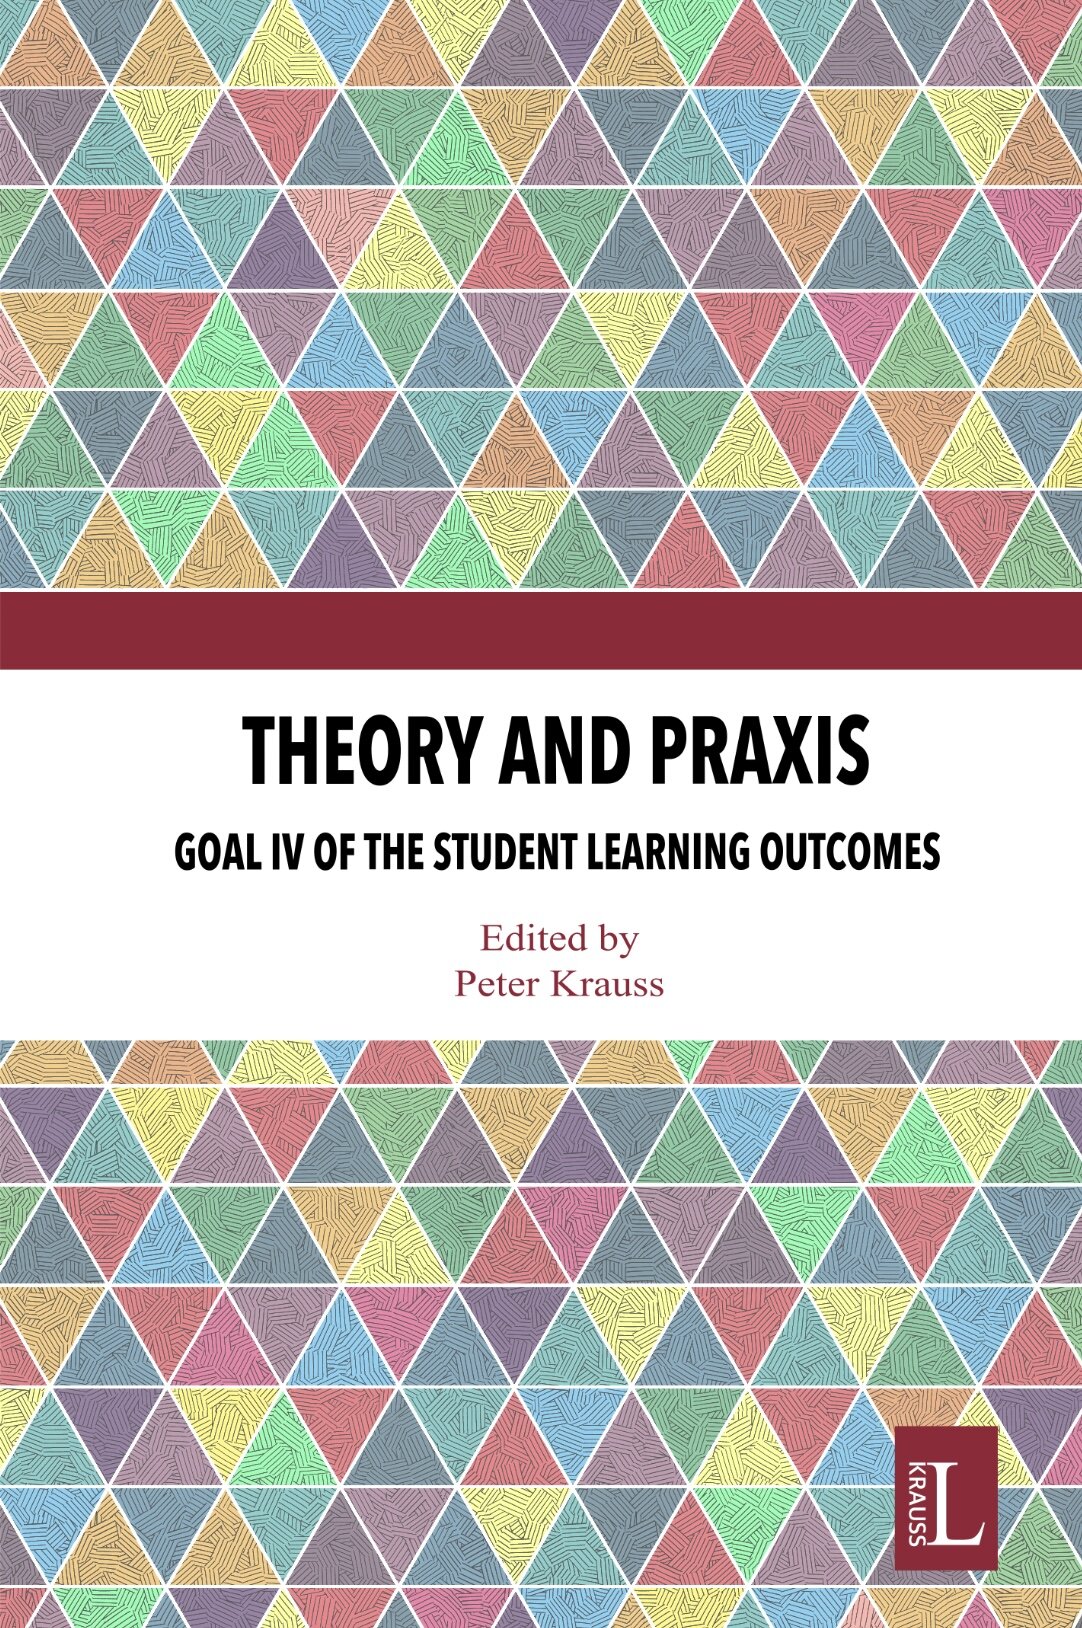 THEORY AND PRAXIS
GOAL IV OF THE STUDENT LEARNING OUTCOMES
Edited by
Peter Krauss
KRAUSS
L